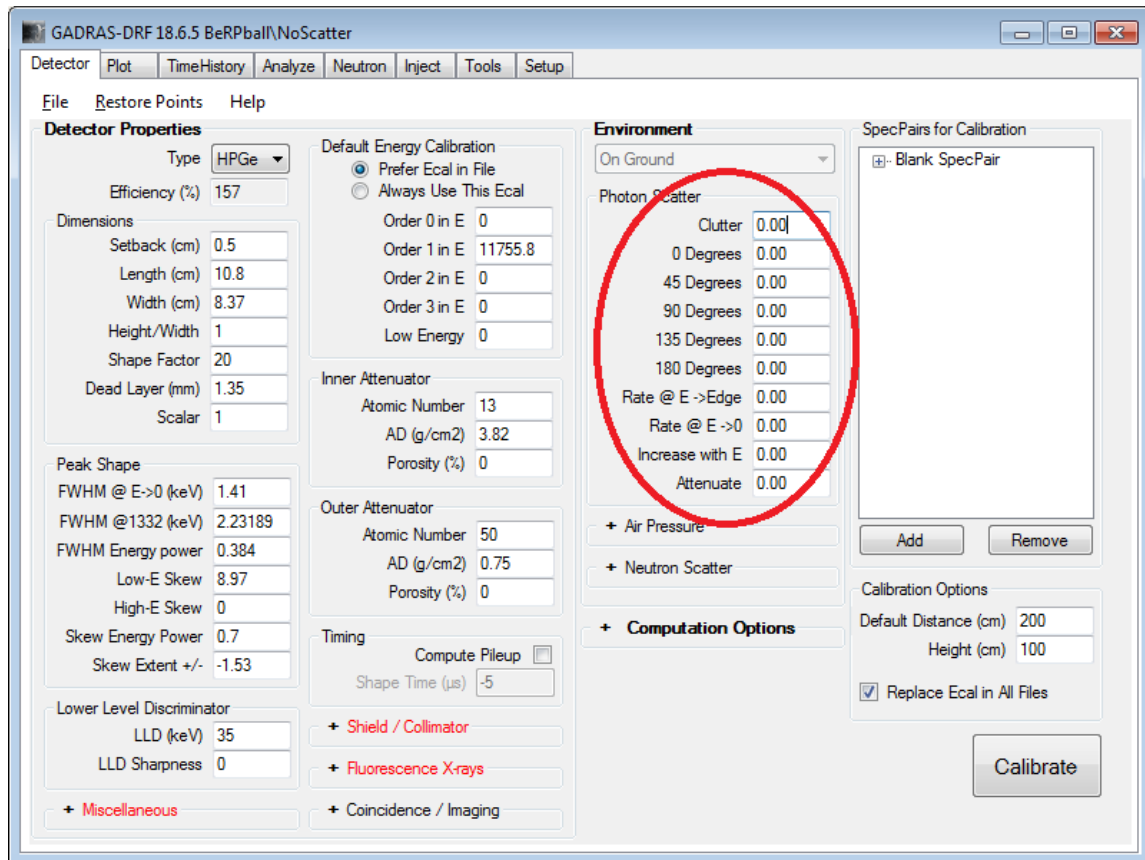 GADRAS-DRF 18.6.5 BeRPball\NoScatter
Detector Plot TimeHistory Analyze Neutron Inject Tools Setup
File Restore Points Help
Detector Properties
Type HPGe
Efficiency (%) 157
Dimensions
Setback (cm) 0.5
Length (cm) 10.8
Width (cm) 8.37
Height/Width 1
Shape Factor 20
Dead Layer (mm) 1.35
Scalar 1
Peak Shape
FWHM @ E->0 (keV) 1.41
FWHM @1332 (keV) 2.23189
FWHM Energy power 0.384
Low-E Skew 8.97
High-E Skew 0
Skew Energy Power 0.7
Skew Extent +/- -1.53
Lower Level Discriminator
LLD (keV) 35
LLD Sharpness 0
+ Miscellaneous
Default Energy Calibration
Prefer Ecal in File
Always Use This Ecal
Order 0 in E 0
Order 1 in E 11755.8
Order 2 in E 0
Order 3 in E 0
Low Energy 0
Inner Attenuator
Atomic Number 13
AD (g/cm2) 3.82
Porosity (%) 0
Outer Attenuator
Atomic Number 50
AD (g/cm2) 0.75
Porosity (%) 0
Timing
Compute Pileup
Shape Time (µs) -5
+ Shield / Collimator
+ Fluorescence X-rays
+ Coincidence / Imaging
Environment
On Ground
Photon Scatter
Clutter 0.00
0 Degrees 0.00
45 Degrees 0.00
90 Degrees 0.00
135 Degrees 0.00
180 Degrees 0.00
Rate @ E ->Edge 0.00
Rate @ E ->0 0.00
Increase with E 0.00
Attenuate 0.00
+ Air Pressure
+ Neutron Scatter
+ Computation Options
SpecPairs for Calibration
Blank SpecPair
Add Remove
Calibration Options
Default Distance (cm) 200
Height (cm) 100
Replace Ecal in All Files
Calibrate